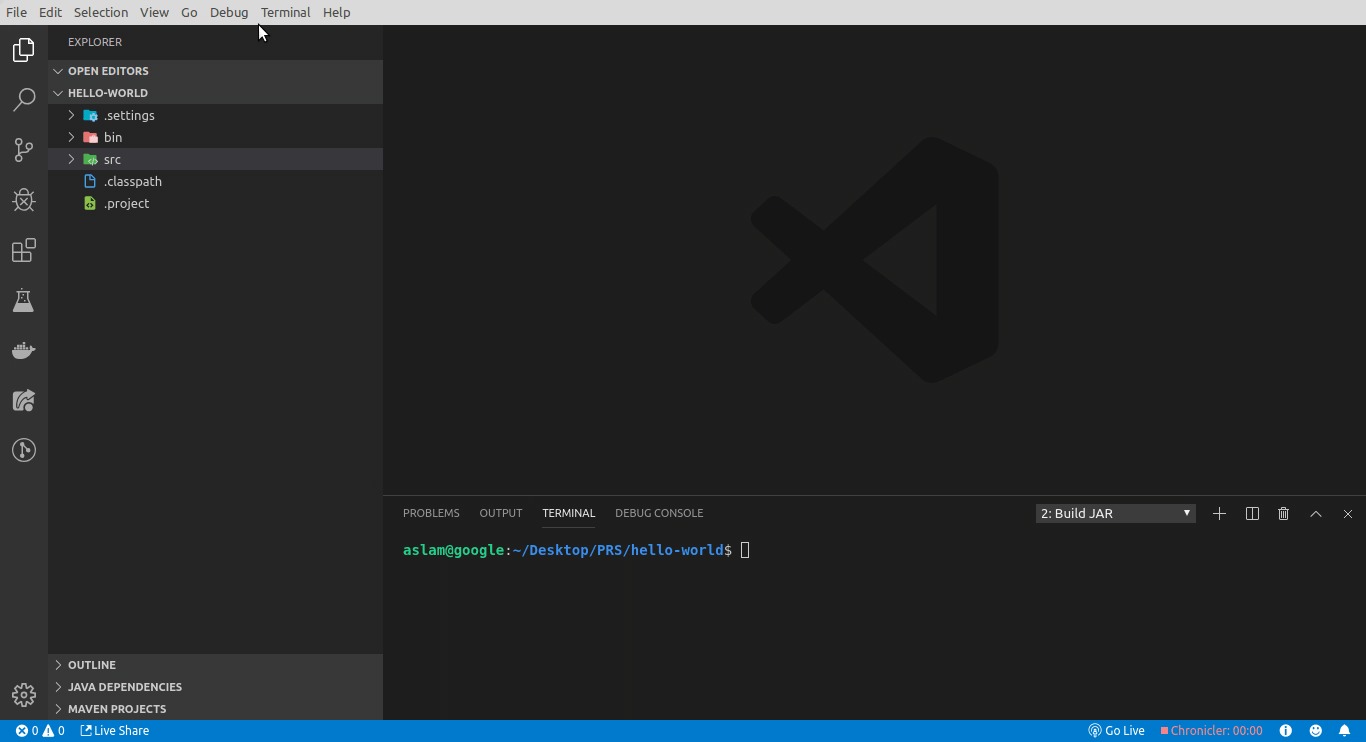 File Edit Selection View Go Debug Terminal Help
EXPLORER
OPEN EDITORS
HELLO-WORLD
.settings
bin
src
.classpath
.project
PROBLEMS OUTPUT TERMINAL DEBUG CONSOLE 2: Build JAR
aslam@google:~/Desktop/PRS/hello-world$
OUTLINE
JAVA DEPENDENCIES
MAVEN PROJECTS
0 0 Live Share Go Live Chronicler: 00:00